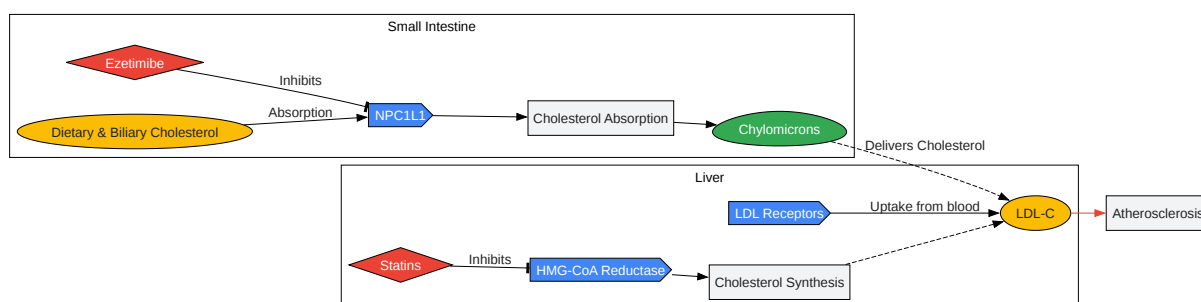 Small Intestine
Ezetimibe
Inhibits
Dietary & Biliary Cholesterol
Absorption
NPC1L1
Cholesterol Absorption
Chylomicrons
Delivers Cholesterol
Liver
LDL Receptors
Uptake from blood
LDL-C
Atherosclerosis
Statins
Inhibits
HMG-CoA Reductase
Cholesterol Synthesis